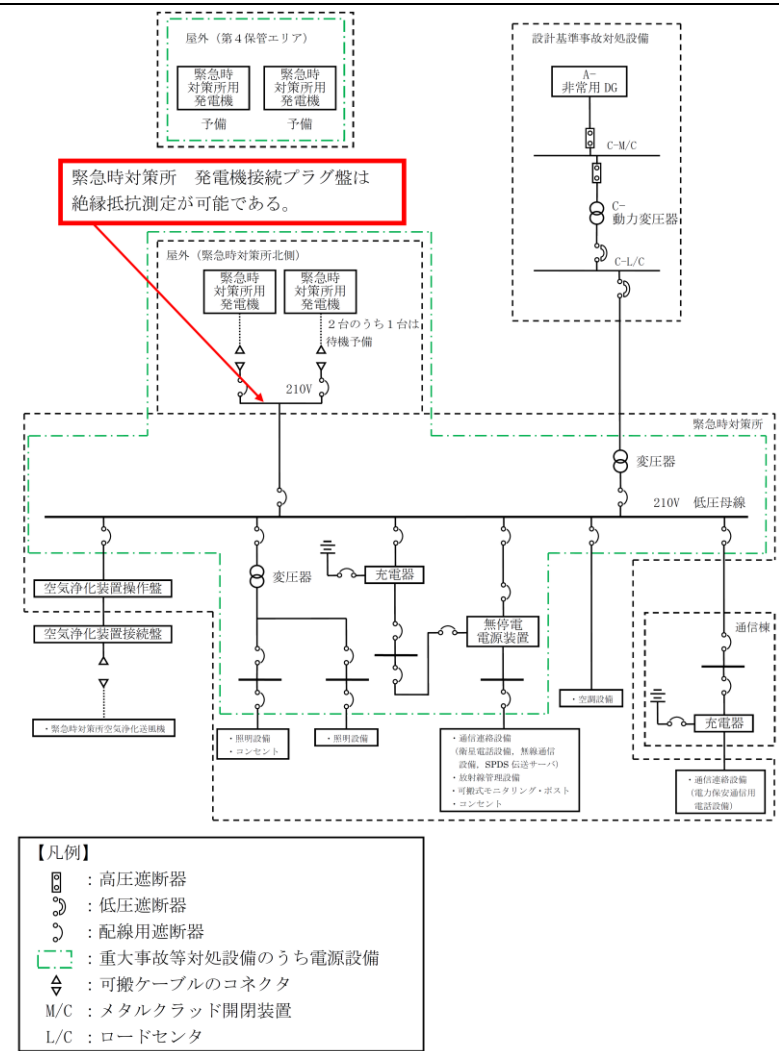 屋外（第４保管エリア）
緊急時
対策所用
発電機
緊急時
対策所用
発電機
予備
予備
設計基準事故対処設備
A-
非常用 DG
C-M/C
C-
動力変圧器
C-L/C
緊急時対策所　発電機接続プラグ盤は
絶縁抵抗測定が可能である。
屋外（緊急時対策所北側）
緊急時
対策所用
発電機
緊急時
対策所用
発電機
２台のうち１台は
待機予備
210V
緊急時対策所
変圧器
210V　低圧母線
空気浄化装置操作盤
空気浄化装置接続盤
・緊急時対策所空気浄化送風機
変圧器
充電器
無停電
電源装置
通信棟
充電器
・照明設備
・コンセント
・照明設備
・通信連絡設備
（衛星電話設備，無線通信
設備，SPDS 伝送サーバ）
・放射線管理設備
・可搬式モニタリング・ポスト
・コンセント
・空調設備
・通信連絡設備
（電力保安通信用
電話設備）
【凡例】
：高圧遮断器
：低圧遮断器
：配線用遮断器
：重大事故等対処設備のうち電源設備
：可搬ケーブルのコネクタ
M/C ：メタルクラッド開閉装置
L/C ：ロードセンタ